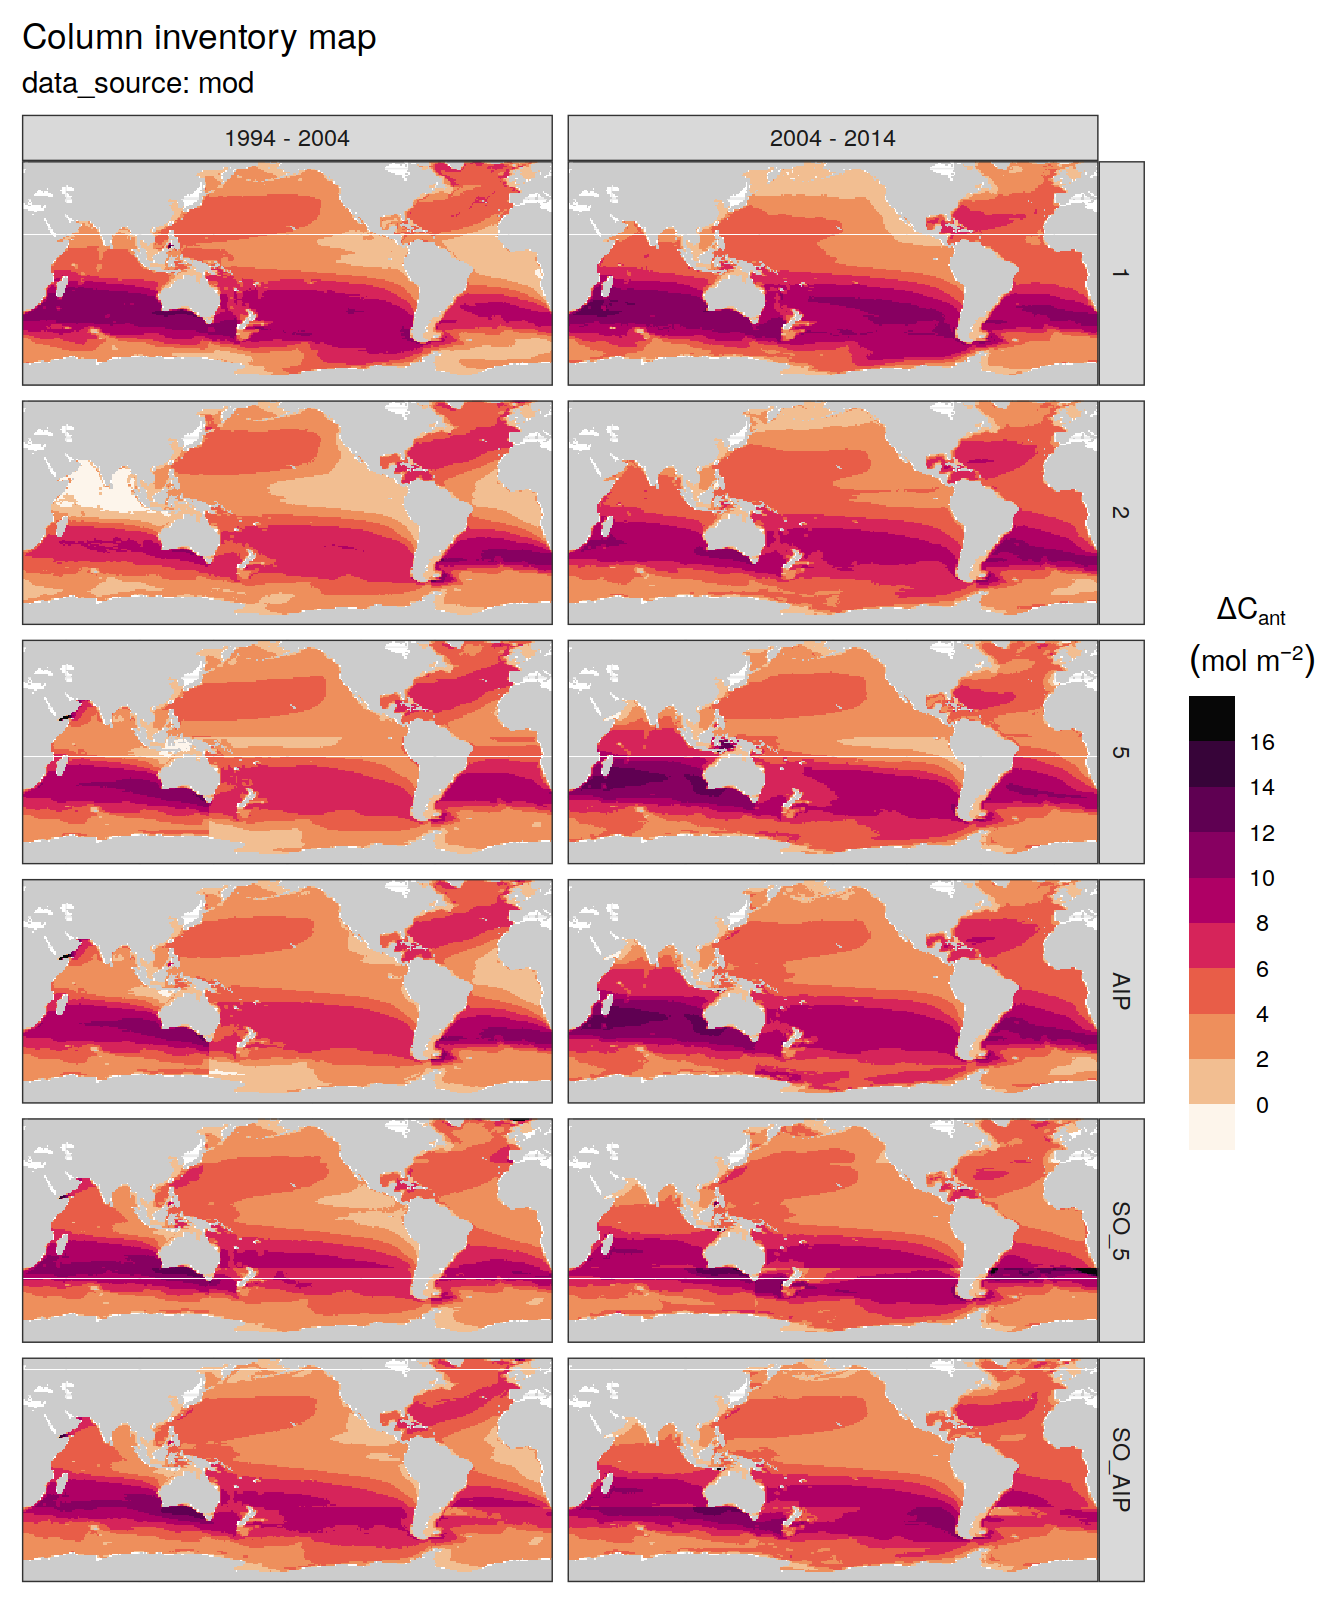 Column inventory map
data_source: mod
1994 - 2004
2004 - 2014
1
2
5
AIP
SO_5
SO_AIP
ΔCant
(mol m−2)
16
14
12
10
8
6
4
2
0